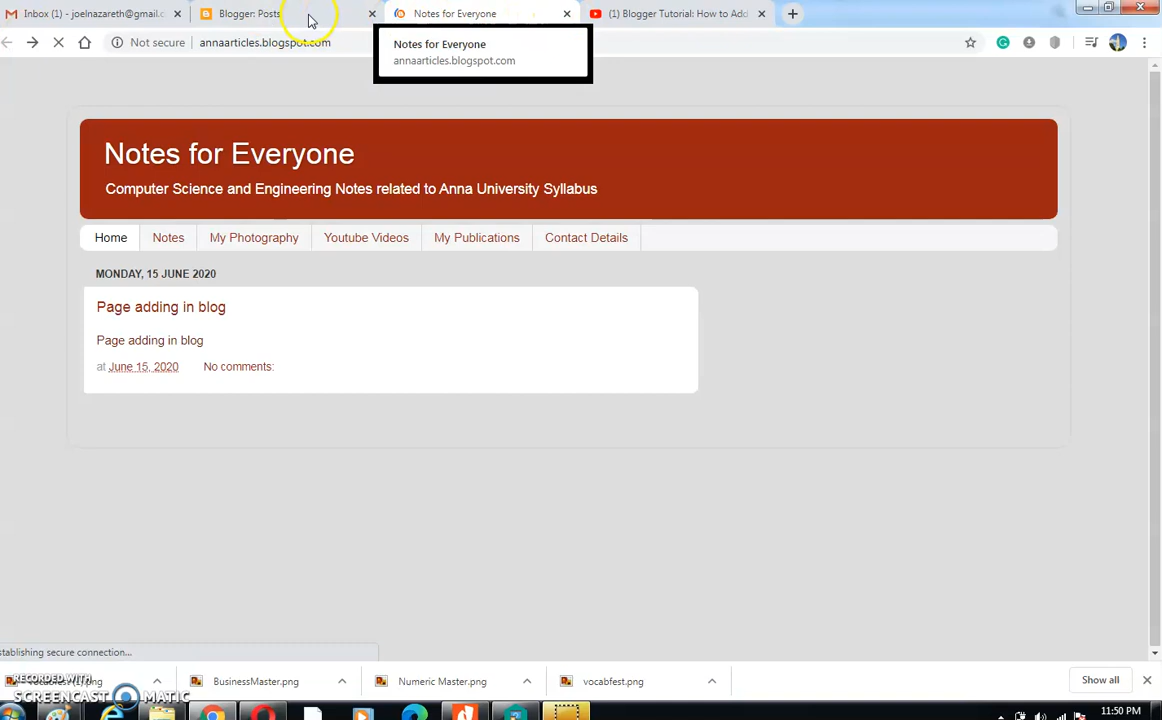 Inbox (1) - joelnazareth@gmail.c
Blogger: Posts
Notes for Everyone
(1) Blogger Tutorial: How to Add
Not secure
annaarticles.blogspot.com
Notes for Everyone
annaarticles.blogspot.com
Notes for Everyone
Computer Science and Engineering Notes related to Anna University Syllabus
Home
Notes
My Photography
Youtube Videos
My Publications
Contact Details
MONDAY, 15 JUNE 2020
Page adding in blog
Page adding in blog
at June 15, 2020
No comments:
stablishing secure connection...
BusinessMaster.png
Numeric Master.png
vocabfest.png
Show all
RECORDED WITH
SCREENCAST MATIC
11:50 PM